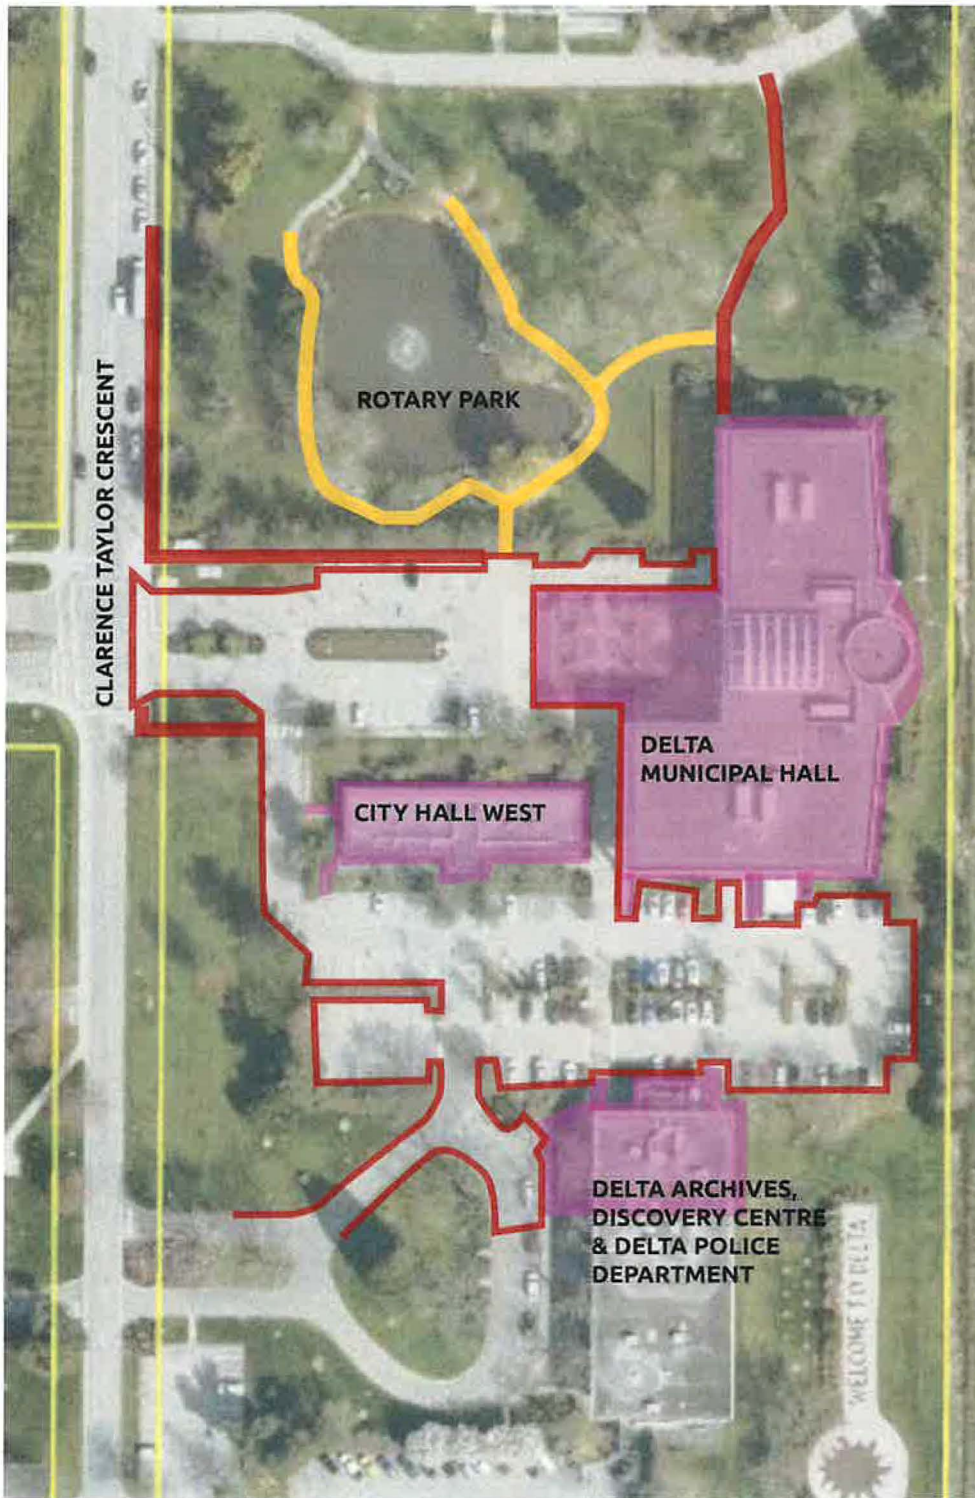 CLARENCE TAYLOR CRESCENT
ROTARY PARK
DELTA
MUNICIPAL HALL
CITY HALL WEST
DELTA ARCHIVES,
DISCOVERY CENTRE
& DELTA POLICE
DEPARTMENT
WELCOME TO DELTA